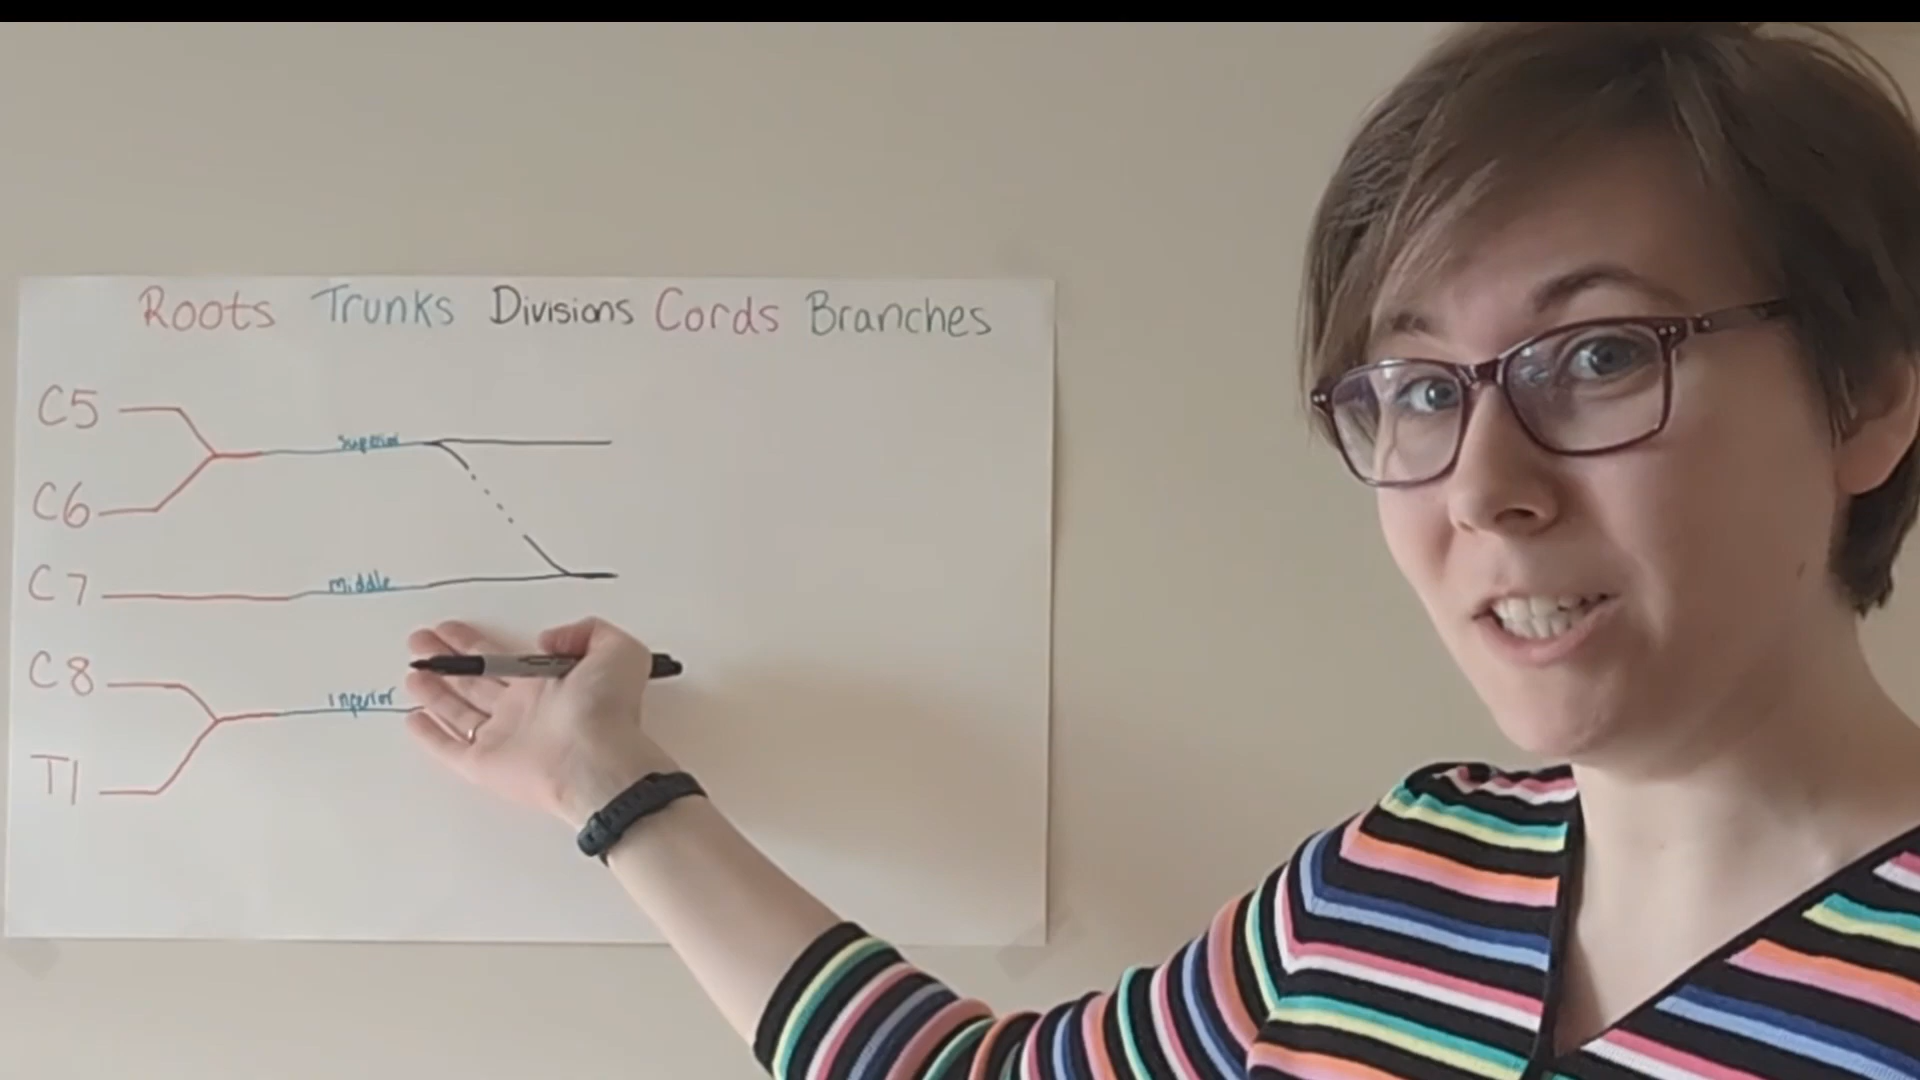 Roots Trunks Divisions Cords Branches
C5
superior
C6
C7
middle
C8
inferior
T1